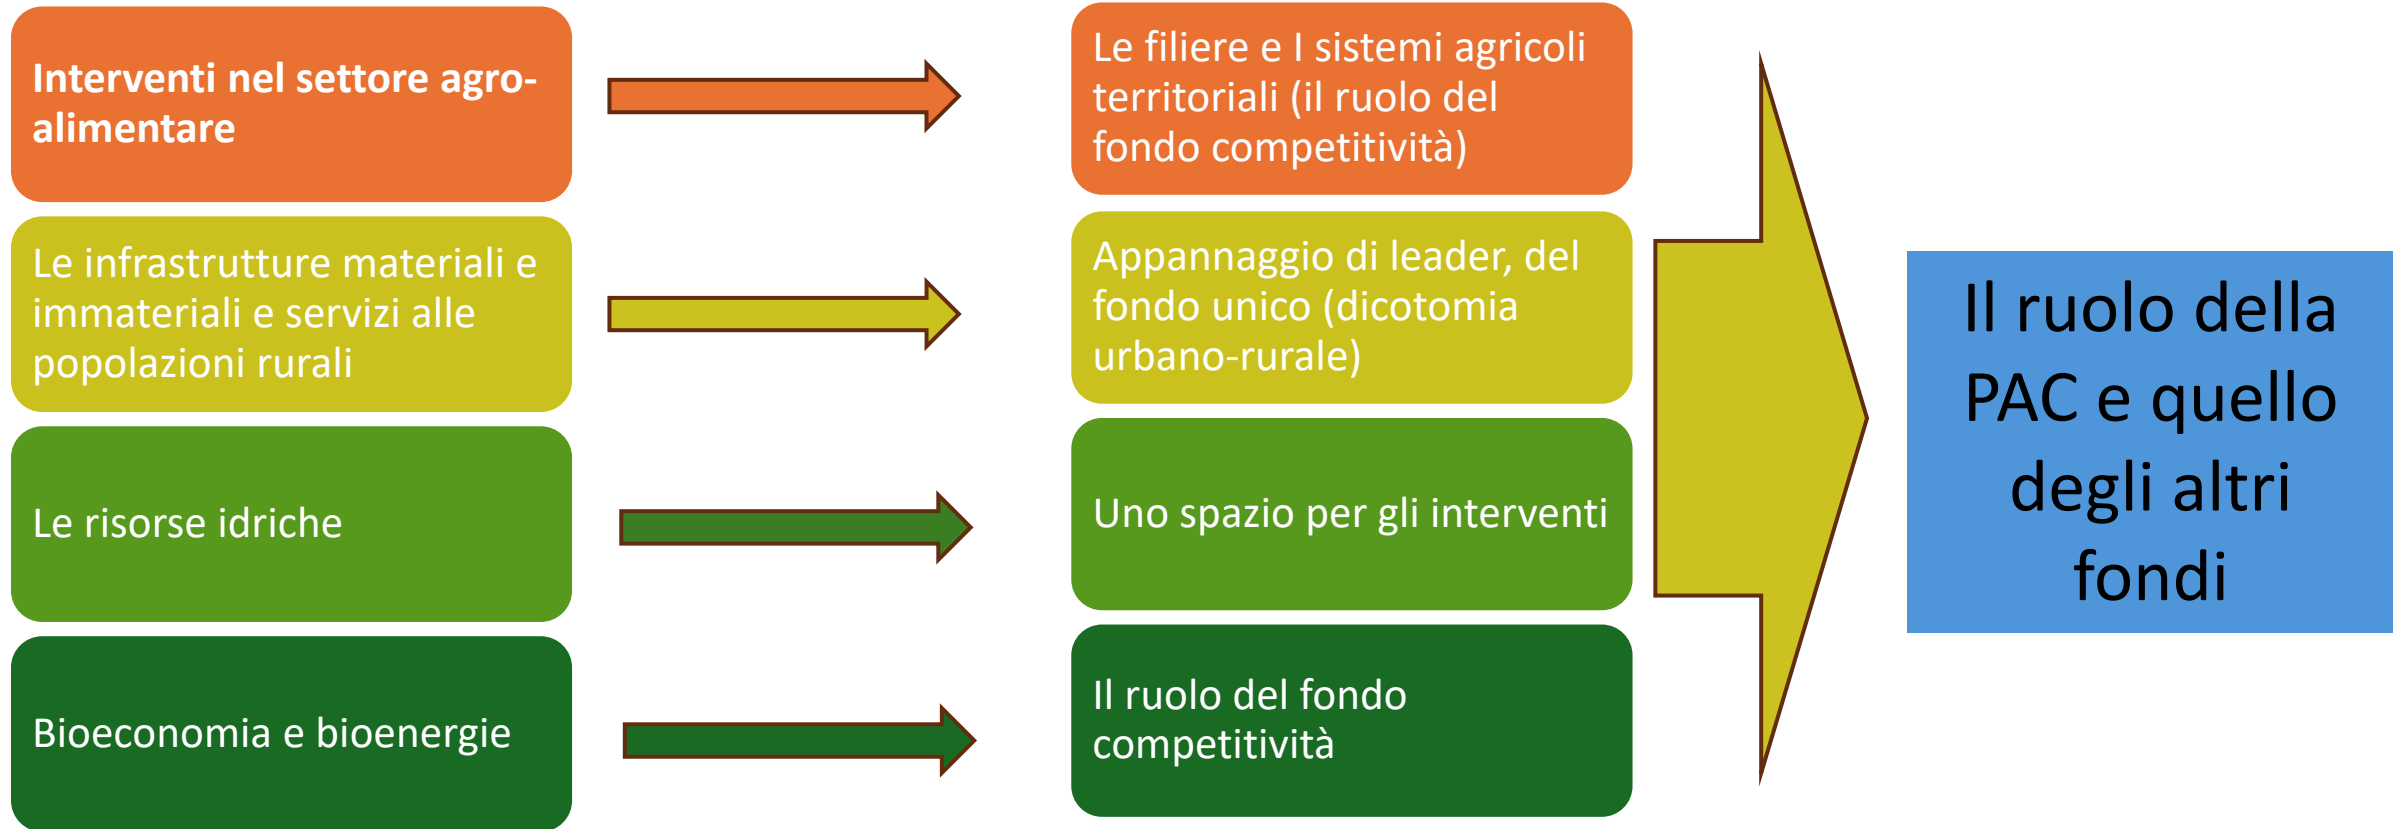 Interventi nel settore agro-
alimentare
Le filiere e I sistemi agricoli
territoriali (il ruolo del
fondo competitività)
Le infrastrutture materiali e
immateriali e servizi alle
popolazioni rurali
Appannaggio di leader, del
fondo unico (dicotomia
urbano-rurale)
Le risorse idriche
Uno spazio per gli interventi
Bioeconomia e bioenergie
Il ruolo del fondo
competitività
Il ruolo della
PAC e quello
degli altri
fondi